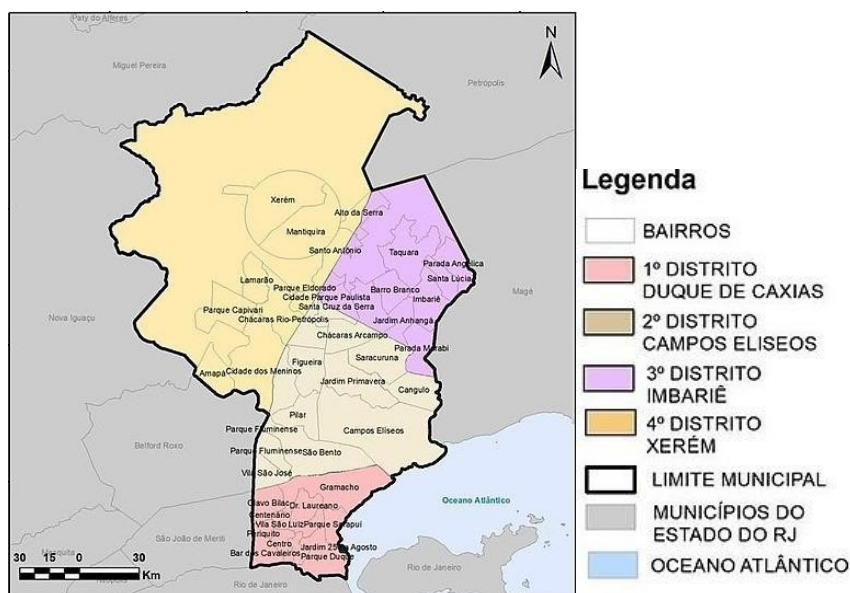 Paty do Alferes
Miguel Pereira
Petrópolis
N
Xerém
Alto da Serra
Mantiquira
Santo Antônio
Taquara
Parada Angélica
Santa Lúcia
Lamarão
Parque Eldorado
Barro Branco
Cidade Parque Paulista
Imbariê
Magé
Santa Cruz da Serra
Parque Capivari
Chácaras Rio-Petrópolis
Jardim Anhangá
Nova Iguaçu
Chácaras Arcampo
Parada Morabi
Saracuruna
Figueira
Amapá
Cidade dos Meninos
Jardim Primavera
Cangulo
Pilar
Parque Fluminense
Campos Elíseos
Belford Roxo
Parque Fluminense
São Bento
Vila São José
Gramacho
Oceano Atlântico
Olavo Bilac
Dr. Laureano
Centenário
Vila São Luiz
Parque Sarapuí
Periquito
São João de Meriti
Centro
Jardim 25 de Agosto
Bar dos Cavaleiros
Parque Duque
Mesquita
Rio de Janeiro
Rio de Janeiro
30 15 0 30
Km
Legenda
BAIRROS
1º DISTRITO
DUQUE DE CAXIAS
2º DISTRITO
CAMPOS ELISEOS
3º DISTRITO
IMBARIÊ
4º DISTRITO
XERÉM
LIMITE MUNICIPAL
MUNICÍPIOS DO
ESTADO DO RJ
OCEANO ATLÂNTICO